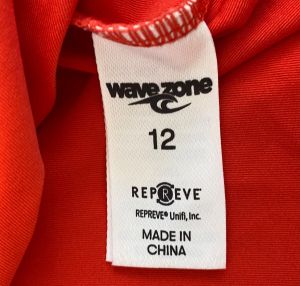 wave zone
12
REPREVE
REPREVE® Unifi, Inc.
MADE IN
CHINA